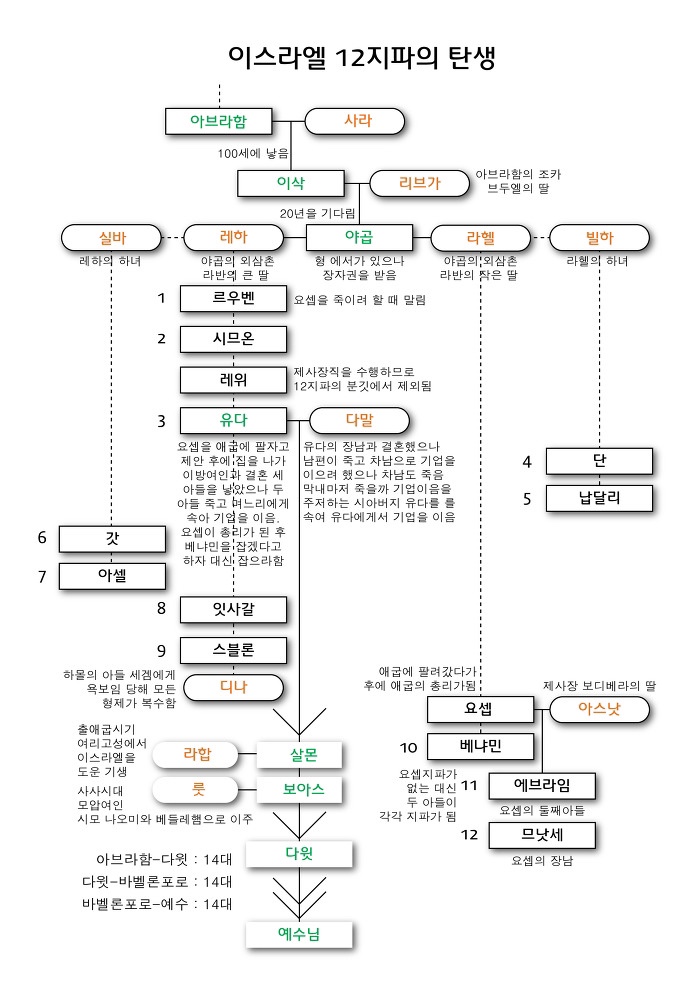 이스라엘 12지파의 탄생
아브라함
사라
100세에 낳음
이삭
리브가
아브라함의 조카
브두엘의 딸
20년을 기다림
실바
레하
야곱
라헬
빌하
레하의 하녀
야곱의 외삼촌
라반의 큰 딸
형 에서가 있으나
장자권을 받음
야곱의 외삼촌
라반의 작은 딸
라헬의 하녀
1
르우벤
요셉을 죽이려 할 때 말림
2
시므온
레위
제사장직을 수행하므로
12지파의 분깃에서 제외됨
3
유다
다말
요셉을 애굽에 팔자고
제안 후에 집을 나가
이방여인과 결혼 세
아들을 낳았으나 두
아들 죽고 며느리에게
속아 기업을 이음.
요셉이 총리가 된 후
베냐민을 잡겠다고
하자 대신 잡으라함
유다의 장남과 결혼했으나
남편이 죽고 차남으로 기업을
이으려 했으나 차남도 죽음
막내마저 죽을까 기업이음을
주저하는 시아버지 유다를 를
속여 유다에게서 기업을 이음
4
단
5
납달리
6
갓
7
아셀
8
잇사갈
9
스블론
하몰의 아들 세겜에게
욕보임 당해 모든
형제가 복수함
디나
애굽에 팔려갔다가
후에 애굽의 총리가됨
제사장 보디베라의 딸
요셉
아스낫
10
베냐민
요셉지파가
없는 대신
두 아들이
각각 지파가 됨
11
에브라임
요셉의 둘째아들
12
므낫세
요셉의 장남
출애굽시기
여리고성에서
이스라엘을
도운 기생
라합
살몬
사사시대
모압여인
시모 나오미와 베들레햄으로 이주
룻
보아스
다윗
아브라함-다윗 : 14대
다윗-바벨론포로 : 14대
바벨론포로-예수 : 14대
예수님